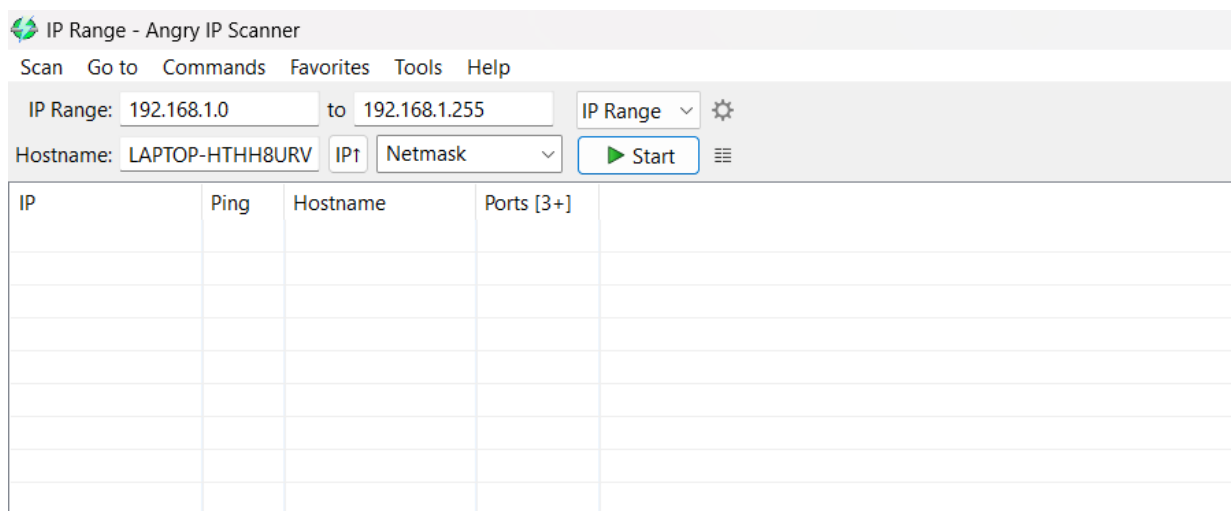 IP Range - Angry IP Scanner
Scan Go to Commands Favorites Tools Help
IP Range: 192.168.1.0 to 192.168.1.255 IP Range
Hostname: LAPTOP-HTHH8URV IP↑ Netmask Start
IP Ping Hostname Ports [3+]